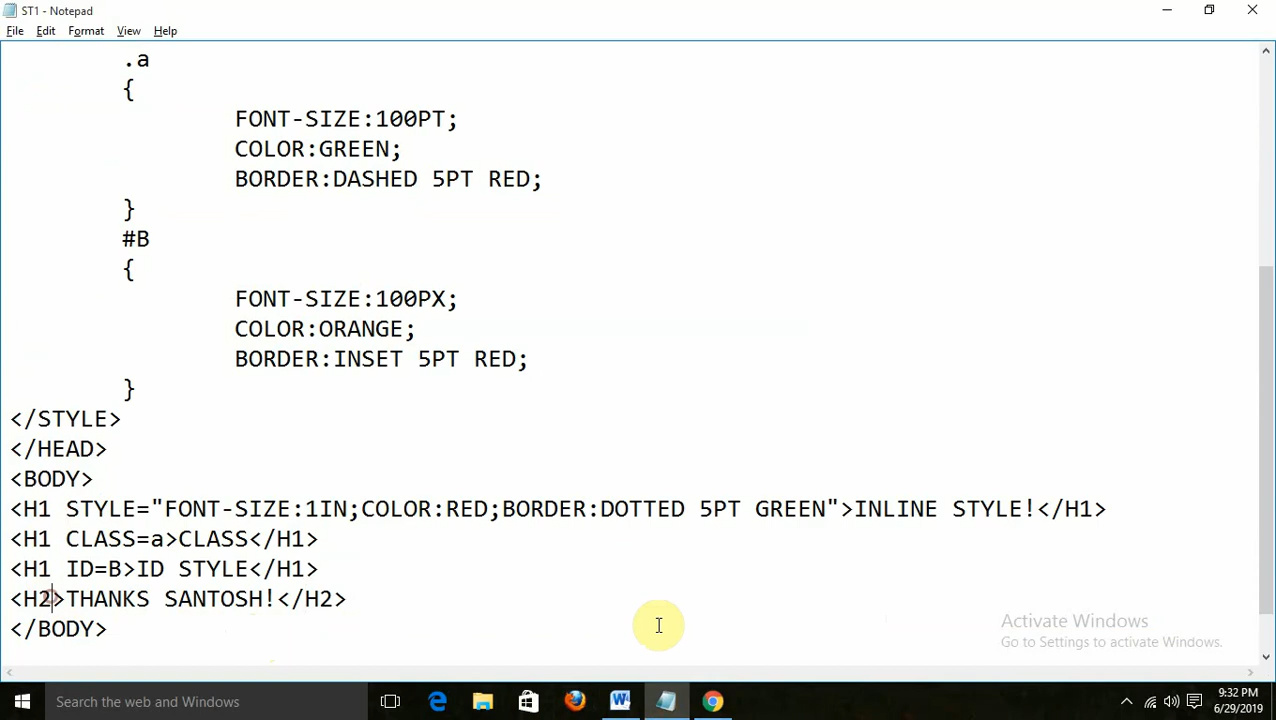 ST1 - Notepad
File Edit Format View Help
.a
{
FONT-SIZE:100PT;
COLOR:GREEN;
BORDER:DASHED 5PT RED;
}
#B
{
FONT-SIZE:100PX;
COLOR:ORANGE;
BORDER:INSET 5PT RED;
}
</STYLE>
</HEAD>
<BODY>
<H1 STYLE="FONT-SIZE:1IN;COLOR:RED;BORDER:DOTTED 5PT GREEN">INLINE STYLE!</H1>
<H1 CLASS=a>CLASS</H1>
<H1 ID=B>ID STYLE</H1>
<H2>THANKS SANTOSH!</H2>
</BODY>
Activate Windows
Go to Settings to activate Windows.
Search the web and Windows
9:32 PM
6/29/2019